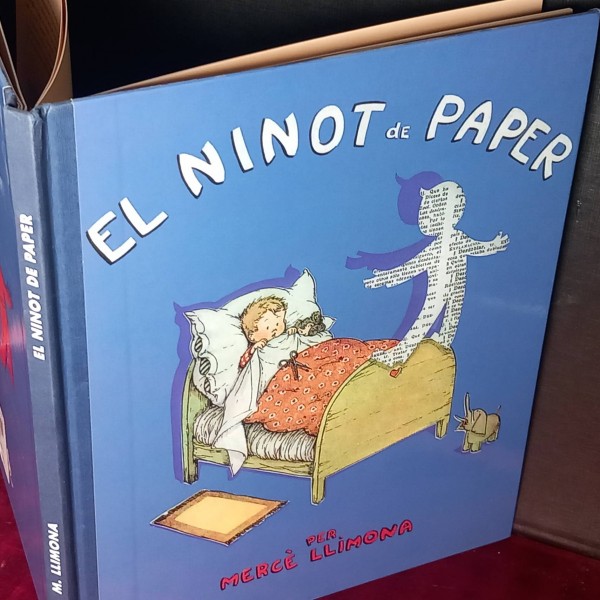 EL NINOT de PAPER
PER
MERCÈ LLIMONA
EL NINOT DE PAPER
M. LLIMONA